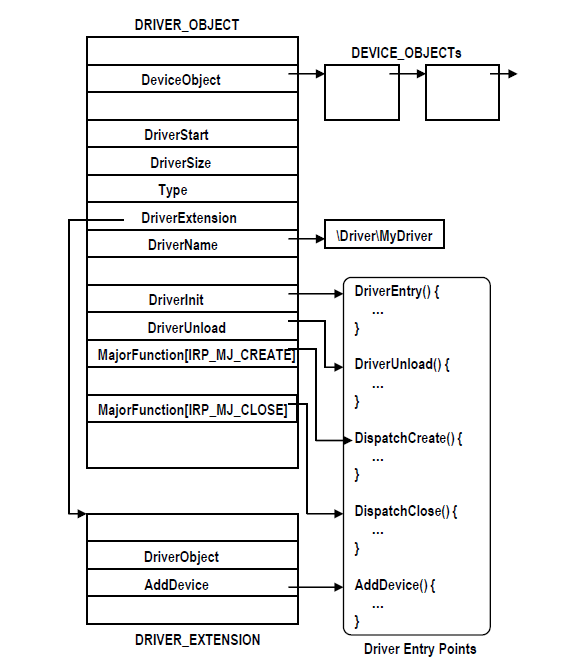 DRIVER_OBJECT
DEVICE_OBJECTs
DeviceObject
DriverStart
DriverSize
Type
DriverExtension
DriverName
\Driver\MyDriver
DriverInit
DriverUnload
MajorFunction[IRP_MJ_CREATE]
MajorFunction[IRP_MJ_CLOSE]
DriverEntry() {
...
}
DriverUnload() {
...
}
DispatchCreate() {
...
}
DispatchClose() {
...
}
AddDevice() {
...
}
Driver Entry Points
DriverObject
AddDevice
DRIVER_EXTENSION